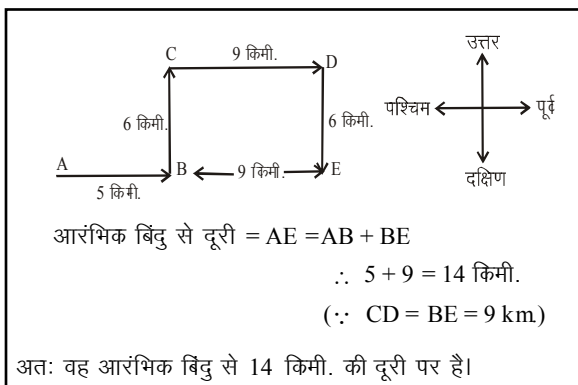 C 9 किमी. D
उत्तर
6 किमी. 6 किमी.
पश्चिम पूर्व
A B 9 किमी. E
5 किमी.
दक्षिण
आरंभिक बिंदु से दूरी = AE =AB + BE
∴ 5 + 9 = 14 किमी.
(∵ CD = BE = 9 km.)
अतः वह आरंभिक बिंदु से 14 किमी. की दूरी पर है।